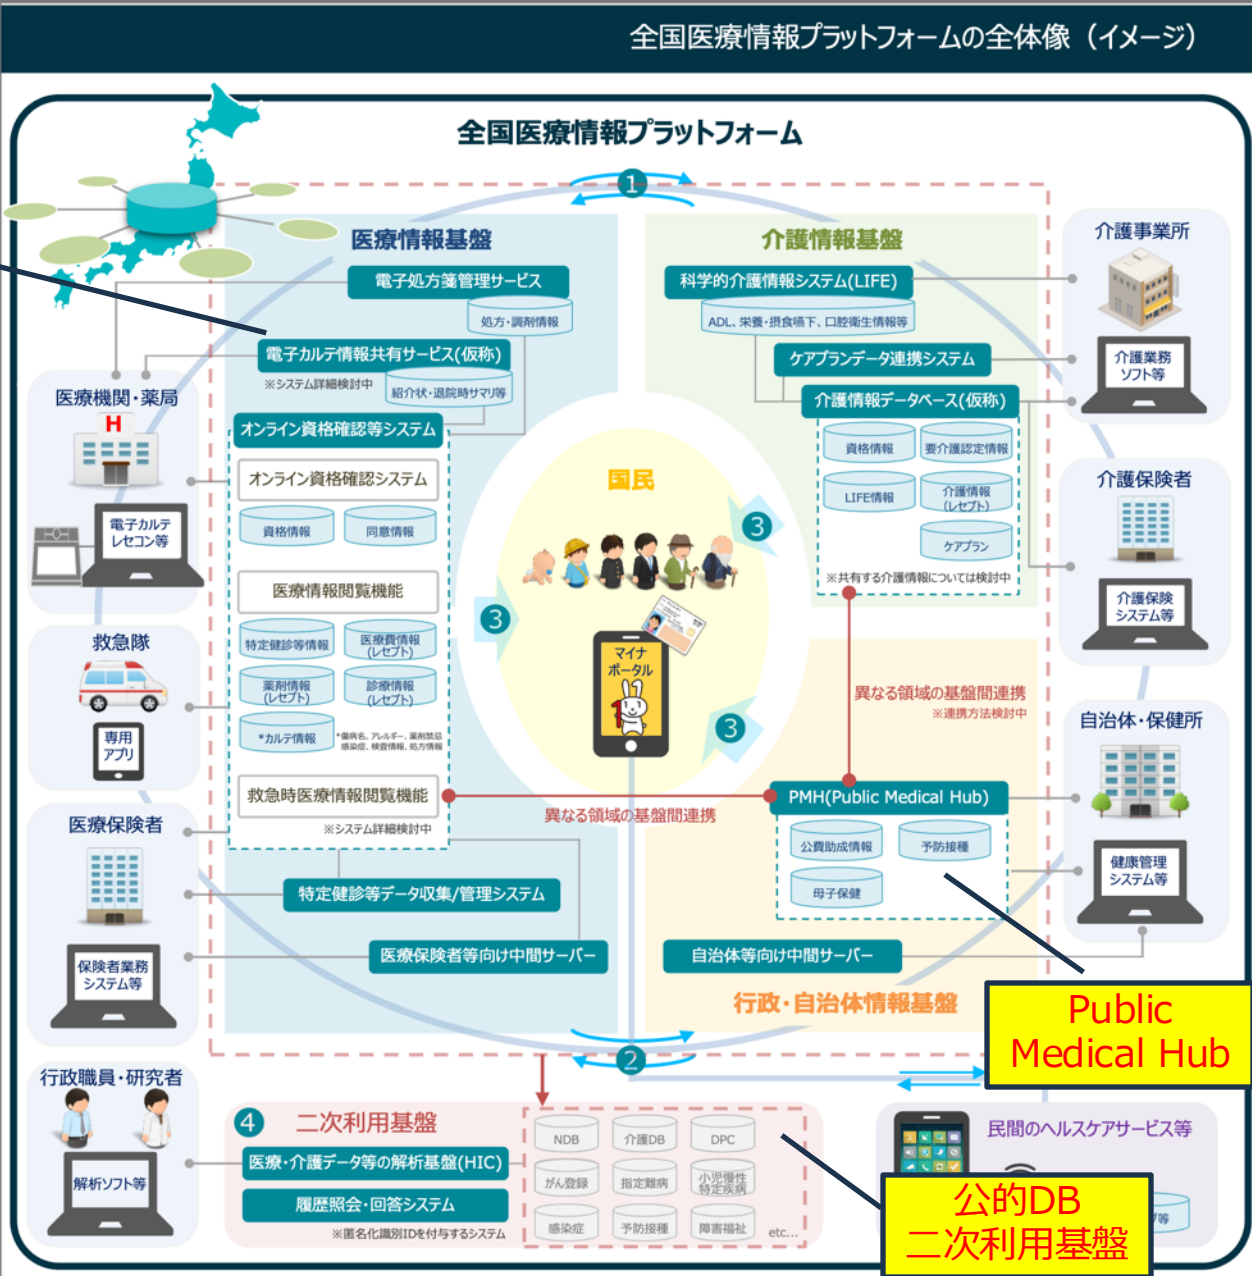 全国医療情報プラットフォームの全体像（イメージ）
全国医療情報プラットフォーム
1
医療情報基盤
電子処方箋管理サービス
処方・調剤情報
電子カルテ情報共有サービス(仮称)
※システム詳細検討中
紹介状・退院時サマリ等
オンライン資格確認等システム
オンライン資格確認システム
資格情報
同意情報
医療情報閲覧機能
特定健診等情報
医療費情報
(レセプト)
薬剤情報
(レセプト)
診療情報
(レセプト)
*カルテ情報
*傷病名、アレルギー、薬剤禁忌
感染症、検査情報、処方情報
救急時医療情報閲覧機能
※システム詳細検討中
特定健診等データ収集/管理システム
医療保険者等向け中間サーバー
介護情報基盤
科学的介護情報システム(LIFE)
ADL、栄養・摂食嚥下、口腔衛生情報等
ケアプランデータ連携システム
介護情報データベース(仮称)
資格情報
要介護認定情報
LIFE情報
介護情報
(レセプト)
ケアプラン
※共有する介護情報については検討中
国民
3
3
3
マイナ
ポータル
異なる領域の基盤間連携
※連携方法検討中
異なる領域の基盤間連携
PMH(Public Medical Hub)
公費助成情報
予防接種
母子保健
自治体等向け中間サーバー
行政・自治体情報基盤
2
医療機関・薬局
H
電子カルテ
レセコン等
救急隊
専用
アプリ
医療保険者
保険者業務
システム等
行政職員・研究者
解析ソフト等
介護事業所
介護業務
ソフト等
介護保険者
介護保険
システム等
自治体・保健所
健康管理
システム等
Public
Medical Hub
4
二次利用基盤
医療・介護データ等の解析基盤(HIC)
履歴照会・回答システム
※匿名化識別IDを付与するシステム
NDB
介護DB
DPC
がん登録
指定難病
小児慢性
特定疾病
感染症
予防接種
障害福祉
etc...
民間のヘルスケアサービス等
公的DB
二次利用基盤